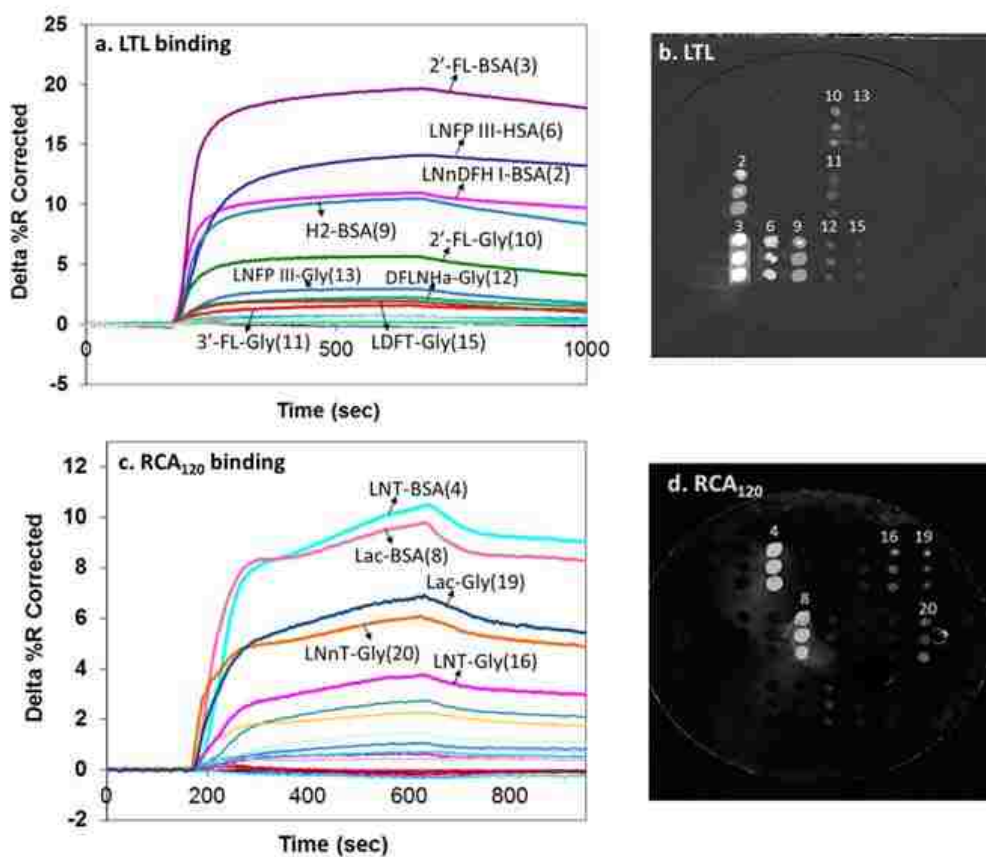 a. LTL binding
25
20
15
10
5
0
-5
Delta %R Corrected
2′-FL-BSA(3)
LNFP III-HSA(6)
LNnDFH I-BSA(2)
H2-BSA(9)
2′-FL-Gly(10)
LNFP III-Gly(13)
DFLNHa-Gly(12)
3′-FL-Gly(11)
LDFT-Gly(15)
0 500 1000
Time (sec)
b. LTL
10 13
2 11
3 6 9 12 15
c. RCA₁₂₀ binding
12
10
8
6
4
2
0
-2
Delta %R Corrected
LNT-BSA(4)
Lac-BSA(8)
Lac-Gly(19)
LNnT-Gly(20)
LNT-Gly(16)
0 200 400 600 800
Time (sec)
d. RCA₁₂₀
4 16 19
8 20